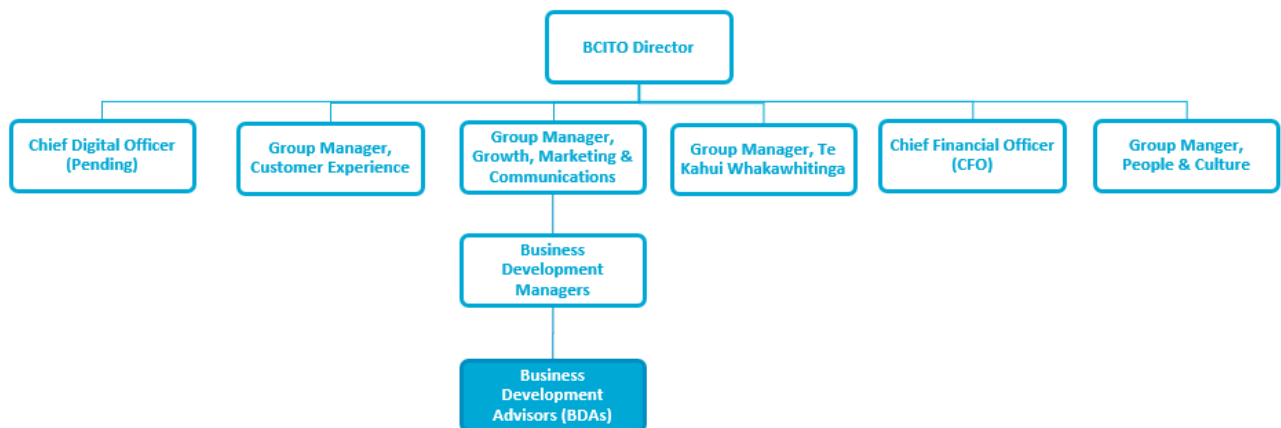 BCITO Director
Chief Digital Officer
(Pending)
Group Manager,
Customer Experience
Group Manager,
Growth, Marketing &
Communications
Group Manager, Te
Kahui Whakawhitinga
Chief Financial Officer
(CFO)
Group Manger,
People & Culture
Business
Development
Managers
Business
Development
Advisors (BDAs)